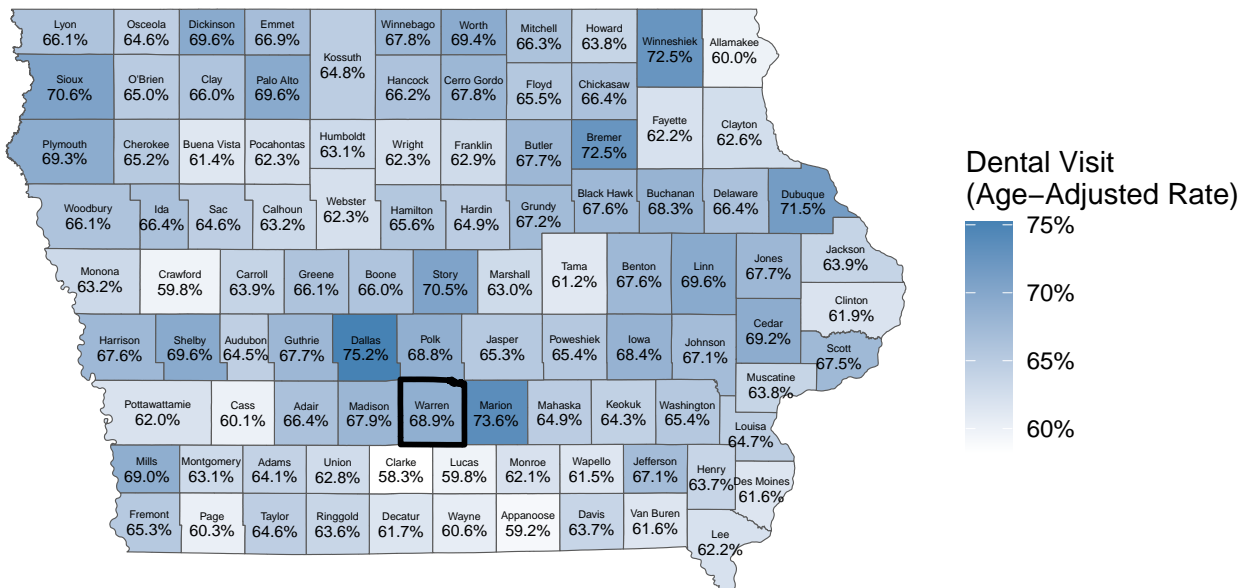 Lyon Osceola Dickinson Emmet Winnebago Worth Mitchell Howard Winneshiek Allamakee
66.1% 64.6% 69.6% 66.9% 67.8% 69.4% 66.3% 63.8% 72.5% 60.0%
Kossuth
64.8%
Sioux O'Brien Clay Palo Alto Hancock Cerro Gordo Floyd Chickasaw
70.6% 65.0% 66.0% 69.6% 66.2% 67.8% 65.5% 66.4%
Fayette Clayton
62.2% 62.6%
Plymouth Cherokee Buena Vista Pocahontas Humboldt Wright Franklin Butler Bremer
69.3% 65.2% 61.4% 62.3% 63.1% 62.3% 62.9% 67.7% 72.5%
Woodbury Ida Sac Calhoun Webster Hamilton Hardin Grundy Black Hawk Buchanan Delaware Dubuque
66.1% 66.4% 64.6% 63.2% 62.3% 65.6% 64.9% 67.2% 67.6% 68.3% 66.4% 71.5%
Monona Crawford Carroll Greene Boone Story Marshall Tama Benton Linn Jones Jackson
63.2% 59.8% 63.9% 66.1% 66.0% 70.5% 63.0% 61.2% 67.6% 69.6% 67.7% 63.9%
Clinton
61.9%
Harrison Shelby Audubon Guthrie Dallas Polk Jasper Poweshiek Iowa Johnson Cedar Scott
67.6% 69.6% 64.5% 67.7% 75.2% 68.8% 65.3% 65.4% 68.4% 67.1% 69.2% 67.5%
Muscatine
63.8%
Pottawattamie Cass Adair Madison Warren Marion Mahaska Keokuk Washington Louisa
62.0% 60.1% 66.4% 67.9% 68.9% 73.6% 64.9% 64.3% 65.4% 64.7%
Mills Montgomery Adams Union Clarke Lucas Monroe Wapello Jefferson Henry Des Moines
69.0% 63.1% 64.1% 62.8% 58.3% 59.8% 62.1% 61.5% 67.1% 63.7% 61.6%
Fremont Page Taylor Ringgold Decatur Wayne Appanoose Davis Van Buren Lee
65.3% 60.3% 64.6% 63.6% 61.7% 60.6% 59.2% 63.7% 61.6% 62.2%
Dental Visit
(Age−Adjusted Rate)
75%
70%
65%
60%